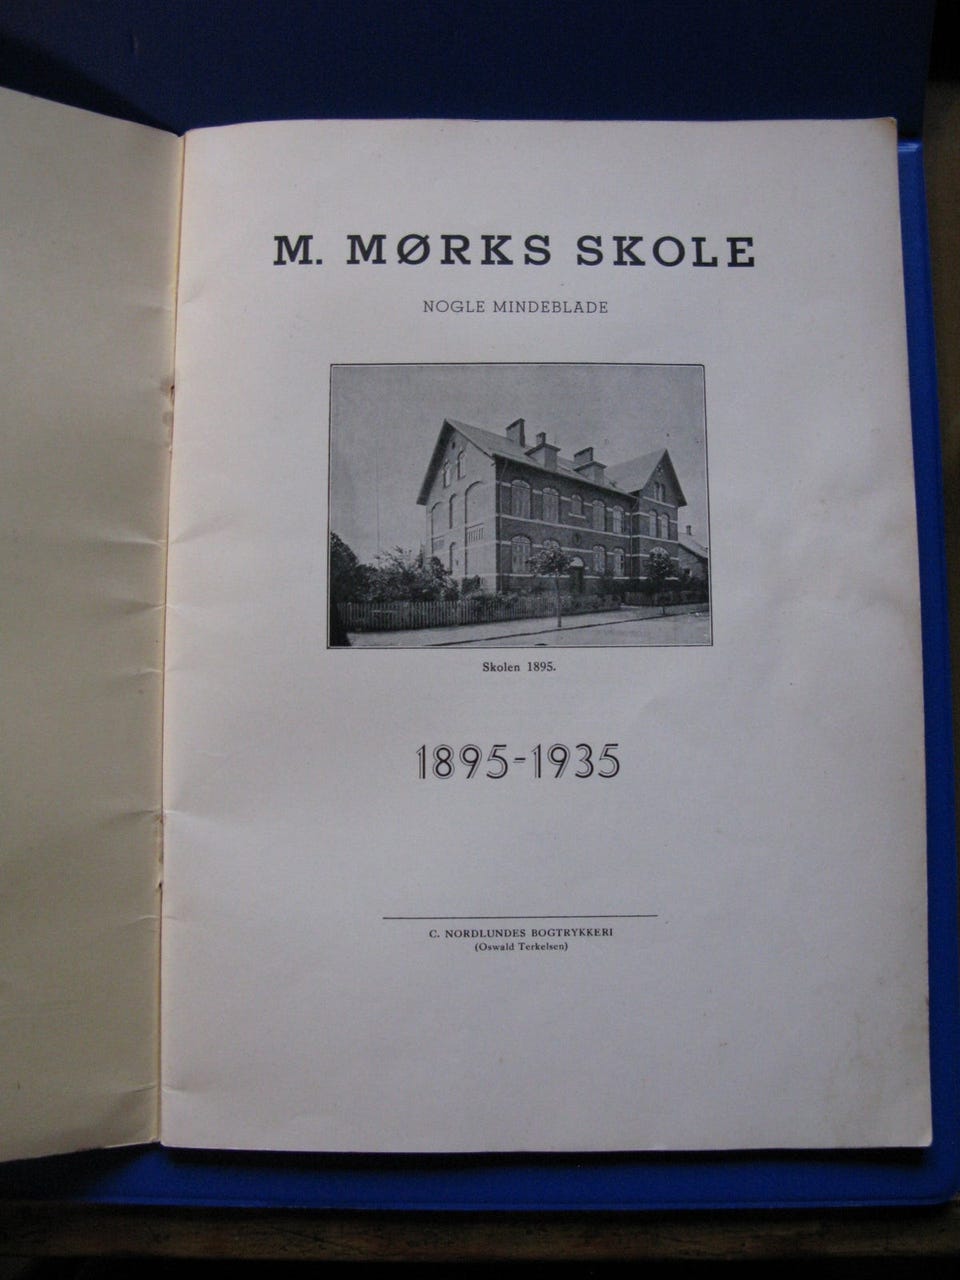 M. MØRKS SKOLE
NOGLE MINDEBLADE
Skolen 1895.
1895-1935
C. NORDLUNDES BOGTRYKKERI
(Oswald Terkelsen)